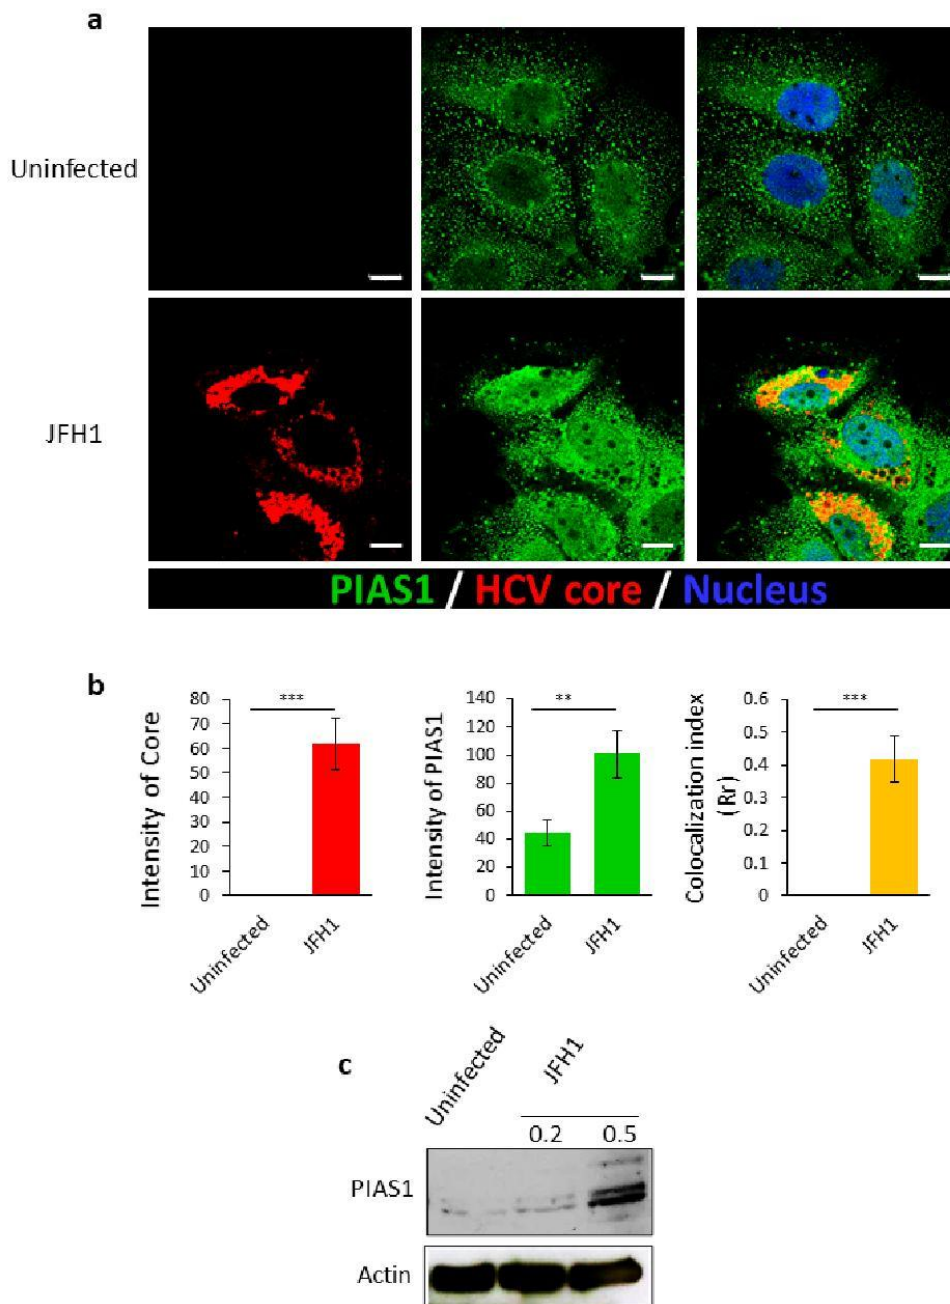 a
Uninfected
JFH1
PIAS1 / HCV core / Nucleus
b
Intensity of Core
80
70
60
50
40
30
20
10
0
***
Uninfected
JFH1
Intensity of PIAS1
140
120
100
80
60
40
20
0
**
Uninfected
JFH1
Colocalization index
(Rr)
0.6
0.5
0.4
0.3
0.2
0.1
0
***
Uninfected
JFH1
c
Uninfected
JFH1
0.2 0.5
PIAS1
Actin